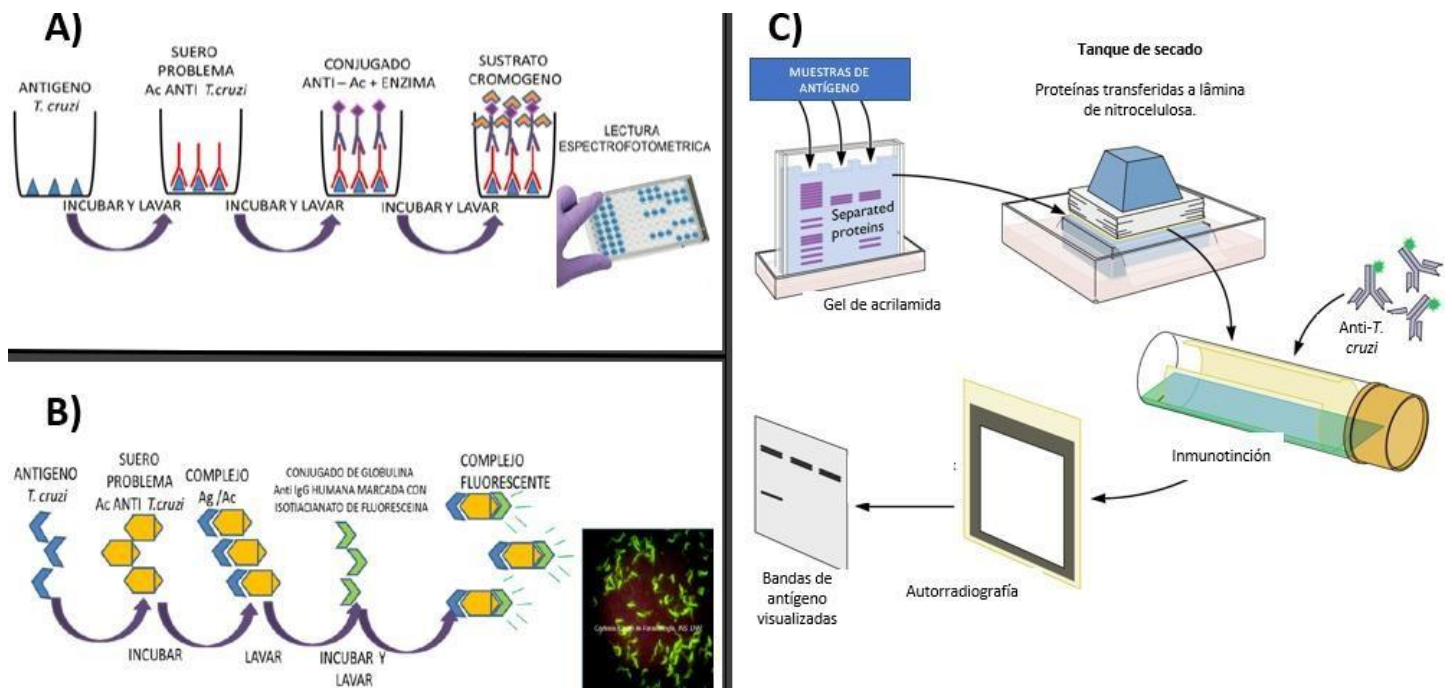 A)
ANTIGENO
T. cruzi
SUERO
PROBLEMA
Ac ANTI T.cruzi
CONJUGADO
ANTI – Ac + ENZIMA
SUSTRATO
CROMOGENO
LECTURA
ESPECTROFOTOMETRICA
INCUBAR Y LAVAR
INCUBAR Y LAVAR
INCUBAR Y LAVAR
B)
ANTIGENO
T. cruzi
SUERO
PROBLEMA
Ac ANTI T.cruzi
COMPLEJO
Ag /Ac
CONJUGADO DE GLOBULINA
Anti IgG HUMANA MARCADA CON
ISOTIACIANATO DE FLUORESCEINA
COMPLEJO
FLUORESCENTE
INCUBAR
LAVAR
INCUBAR Y
LAVAR
C)
MUESTRAS DE
ANTÍGENO
Tanque de secado
Proteínas transferidas a lâmina
de nitrocelulosa.
Separated
proteins
Gel de acrilamida
Anti-T.
cruzi
Inmunotinción
:
Autorradiografía
Bandas de
antígeno
visualizadas